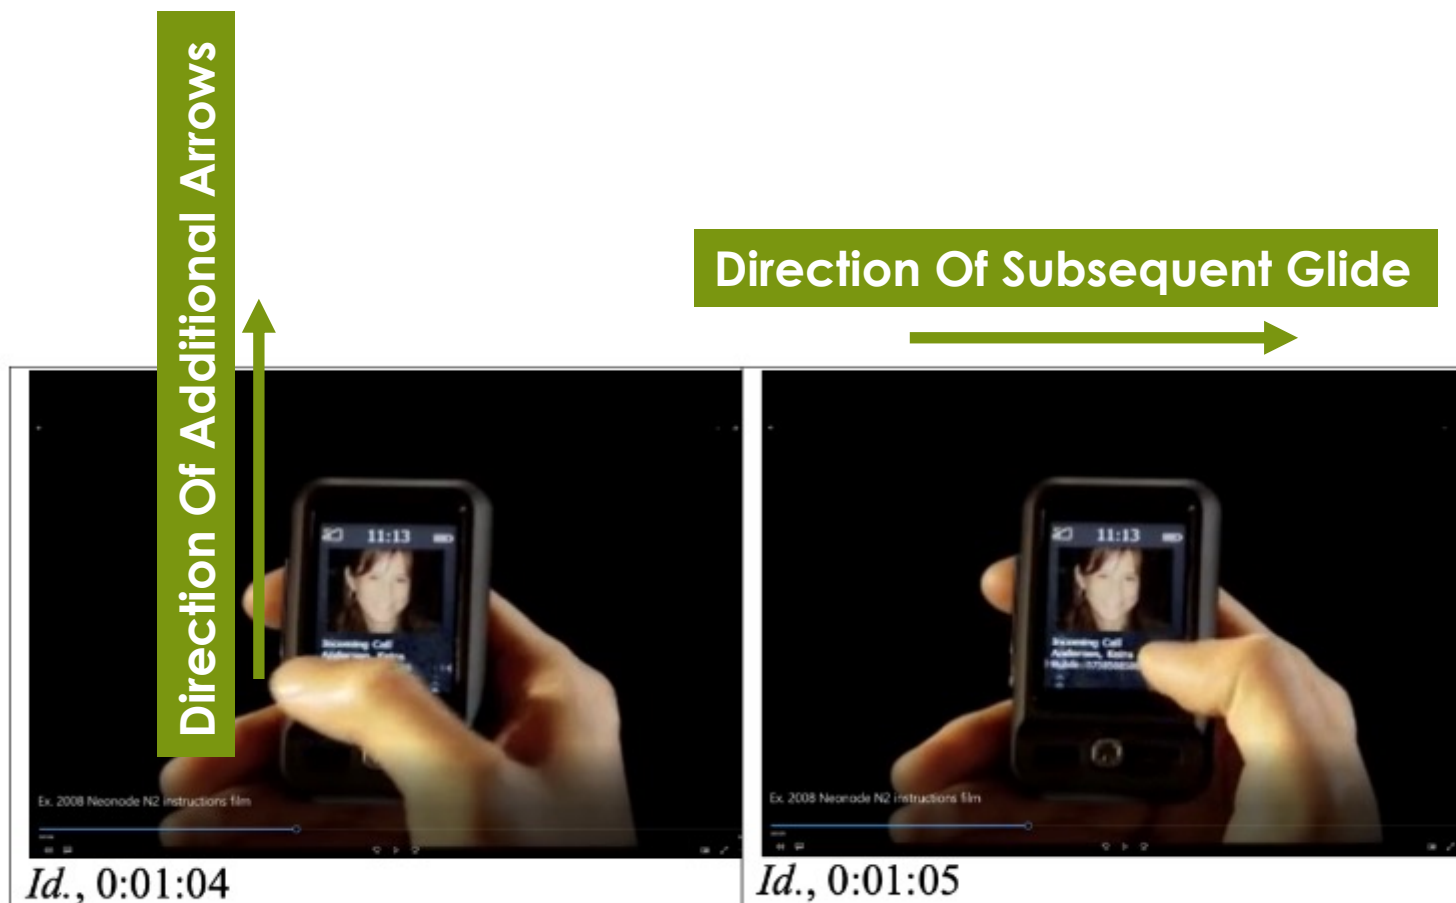 Direction Of Additional Arrows
Direction Of Subsequent Glide
11:13
Incoming Call
Ex. 2008 Neonode N2 instructions film
Id., 0:01:04
11:13
Incoming Call
Ex. 2008 Neonode N2 instructions film
Id., 0:01:05